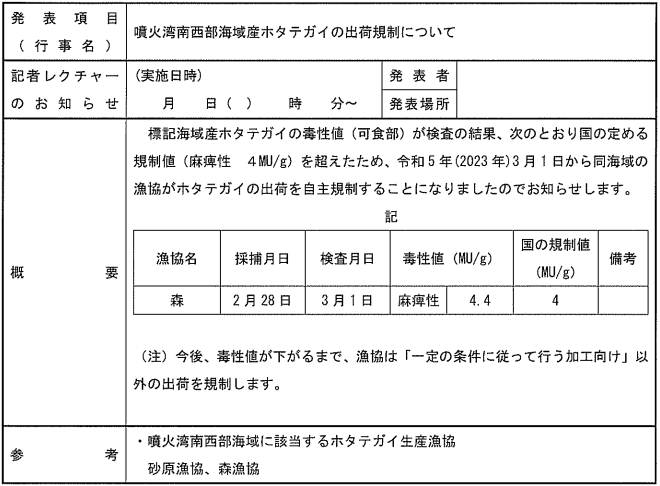 発表項目
（行事名）
噴火湾南西部海域産ホタテガイの出荷規制について
記者レクチャー
のお知らせ
(実施日時)
月　日（　）　時　分～
発表者
発表場所
概要
標記海域産ホタテガイの毒性値（可食部）が検査の結果、次のとおり国の定める
規制値（麻痺性　４MU/g）を超えたため、令和５年(2023年)３月１日から同海域の
漁協がホタテガイの出荷を自主規制することになりましたのでお知らせします。
記
漁協名　採捕月日　検査月日　毒性値（MU/g）　国の規制値　備考
（MU/g）
森　２月28日　３月１日　麻痺性　4.4　4
（注）今後、毒性値が下がるまで、漁協は「一定の条件に従って行う加工向け」以
外の出荷を規制します。
参考
・噴火湾南西部海域に該当するホタテガイ生産漁協
砂原漁協、森漁協